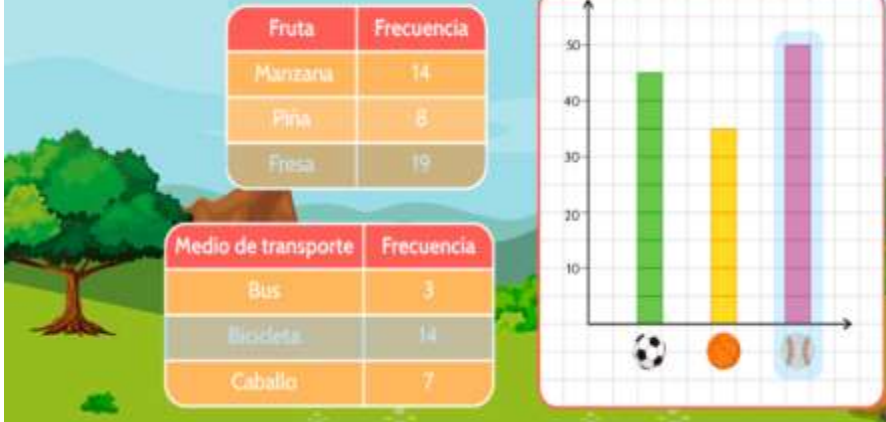 Fruta Frecuencia
Manzana 14
Piña 8
Fresa 19
Medio de transporte Frecuencia
Bus 3
Bicicleta 14
Caballo 7
50
40
30
20
10